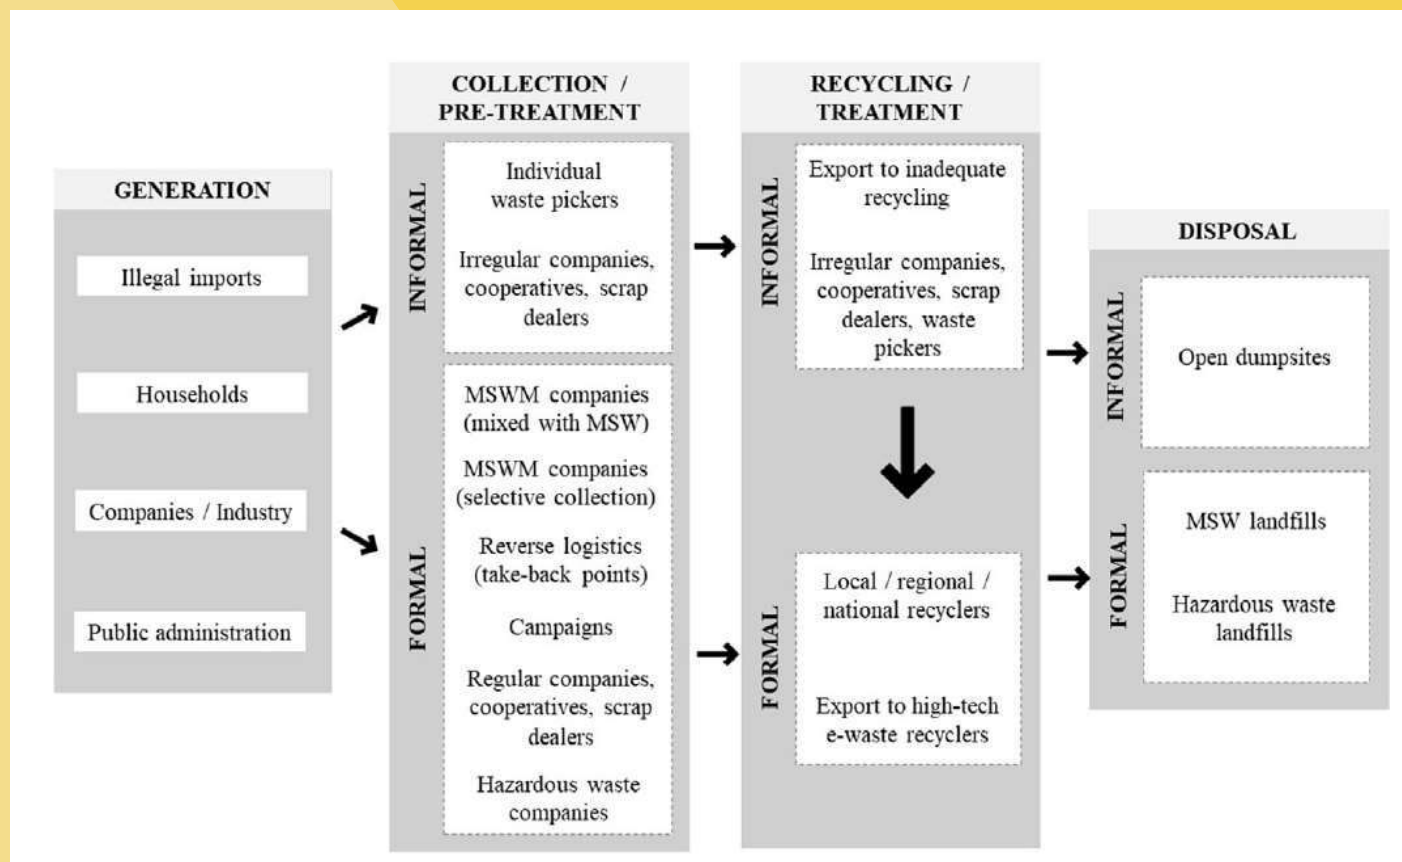 GENERATION
Illegal imports
Households
Companies / Industry
Public administration
COLLECTION /
PRE-TREATMENT
INFORMAL
Individual
waste pickers
Irregular companies,
cooperatives, scrap
dealers
FORMAL
MSWM companies
(mixed with MSW)
MSWM companies
(selective collection)
Reverse logistics
(take-back points)
Campaigns
Regular companies,
cooperatives, scrap
dealers
Hazardous waste
companies
RECYCLING /
TREATMENT
INFORMAL
Export to inadequate
recycling
Irregular companies,
cooperatives, scrap
dealers, waste
pickers
FORMAL
Local / regional /
national recyclers
Export to high-tech
e-waste recyclers
DISPOSAL
INFORMAL
Open dumpsites
FORMAL
MSW landfills
Hazardous waste
landfills